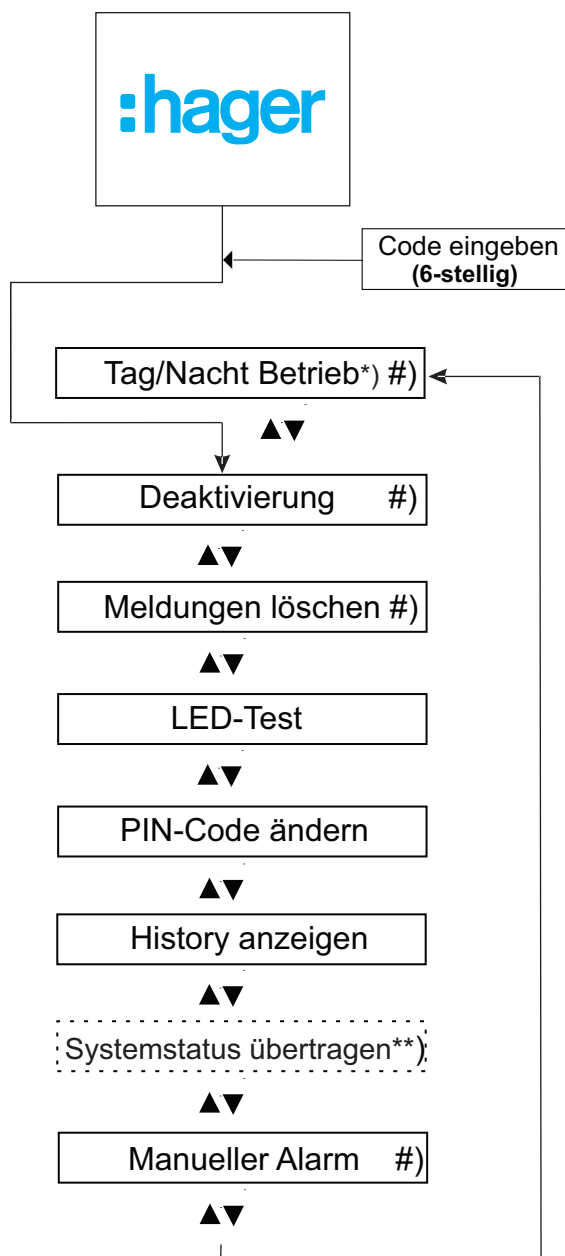 :hager
Code eingeben
(6-stellig)
Tag/Nacht Betrieb*) #)
▲▼
Deaktivierung #)
▲▼
Meldungen löschen #)
▲▼
LED-Test
▲▼
PIN-Code ändern
▲▼
History anzeigen
▲▼
Systemstatus übertragen**)
▲▼
Manueller Alarm #)
▲▼